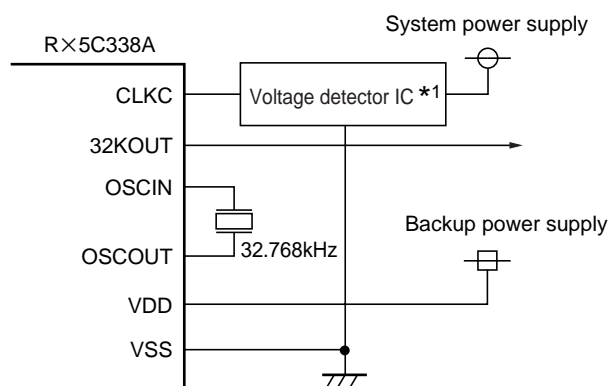 System power supply
R×5C338A
CLKC
Voltage detector IC *1
32KOUT
OSCIN
Backup power supply
32.768kHz
OSCOUT
VDD
VSS